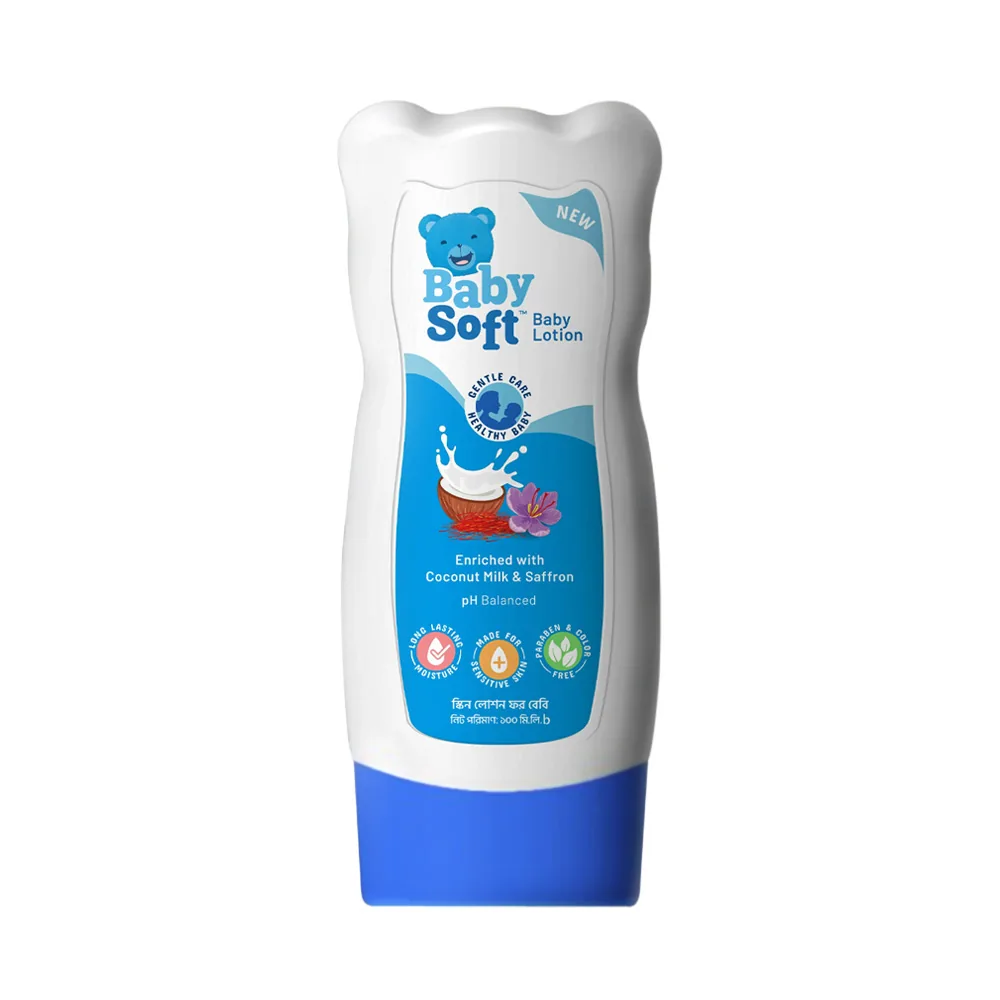 NEW
Baby
Soft™
Baby
Lotion
GENTLE CARE
HEALTHY BABY
Enriched with
Coconut Milk & Saffron
pH Balanced
LONG LASTING
MOISTURE
MADE FOR
SENSITIVE SKIN
PARABEN & COLOR
FREE
স্কিন লোশন ফর বেবি
নিট পরিমাণ: ১০০ মি.লি.b